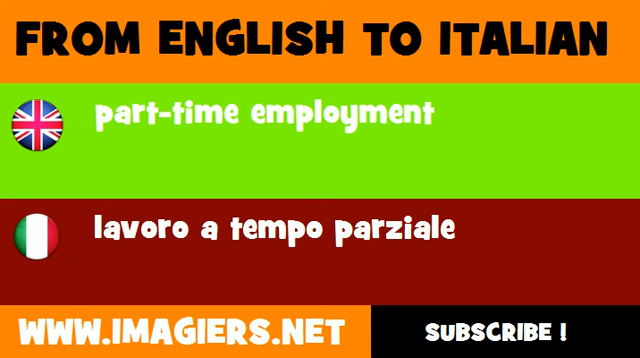 FROM ENGLISH TO ITALIAN
part-time employment
lavoro a tempo parziale
WWW.IMAGIERS.NET
SUBSCRIBE !